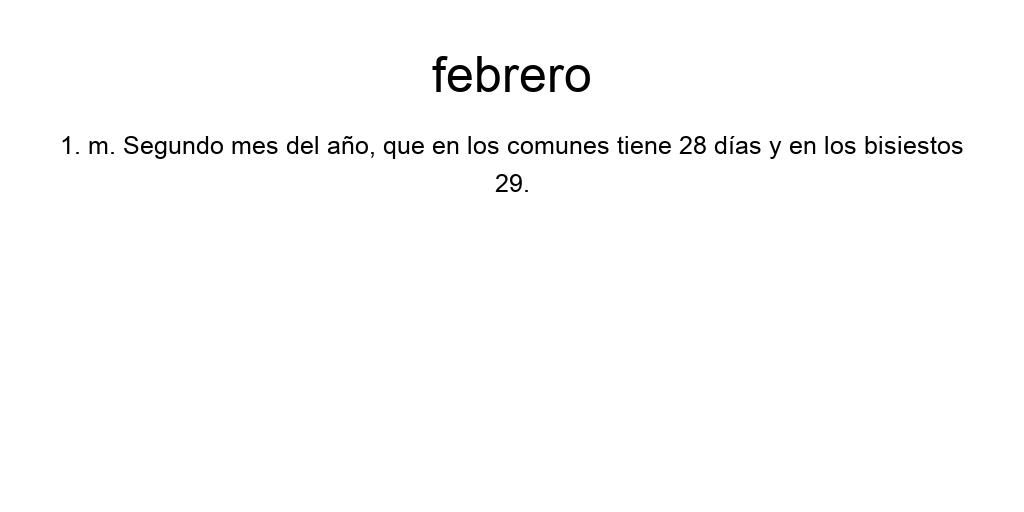 febrero
1. m. Segundo mes del año, que en los comunes tiene 28 días y en los bisiestos
29.